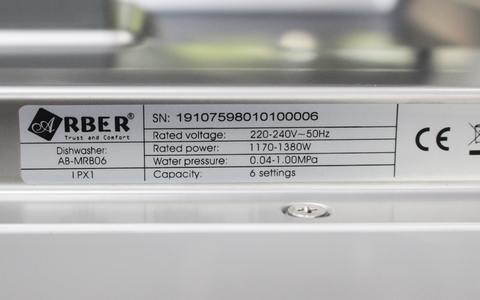 ARBER®
Trust and Comfort
Dishwasher:
AB-MRB06
IPX1
SN: 19107598010100006
Rated voltage: 220-240V~50Hz
Rated power: 1170-1380W
Water pressure: 0.04-1.00MPa
Capacity: 6 settings
CE